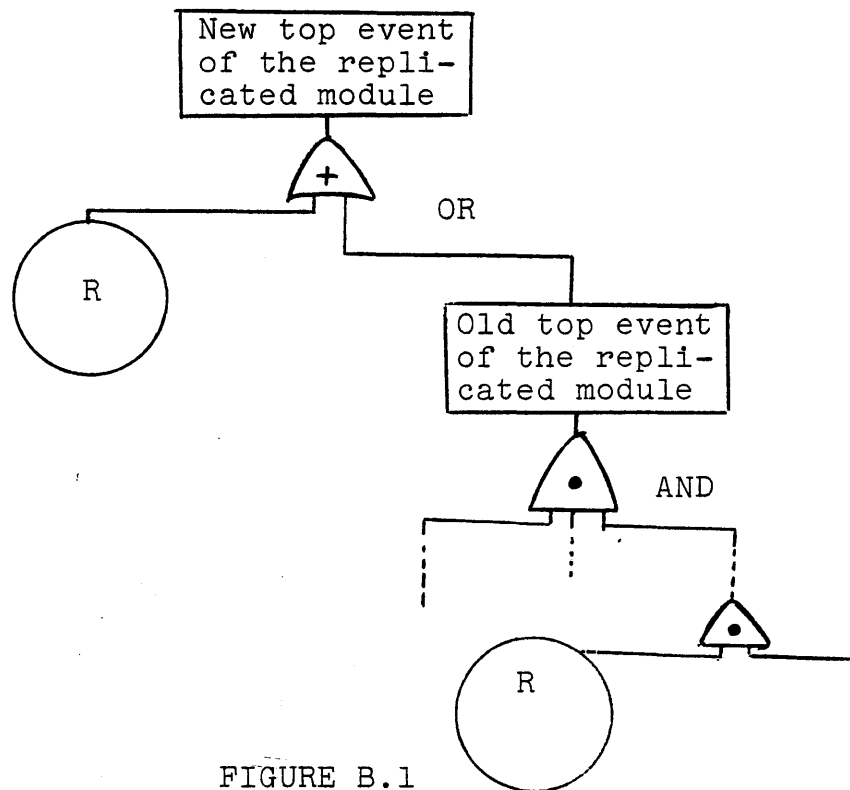 New top event
of the repli-
cated module
+
OR
R
Old top event
of the repli-
cated module
AND
R
FIGURE B.1